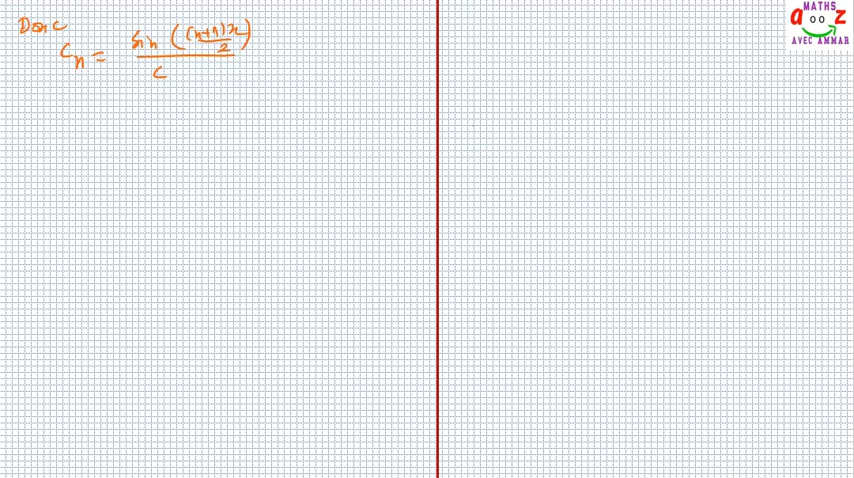 Donc
Cn = sin ((n+1)x/2) / c
MATHS
a z
AVEC AMMAR